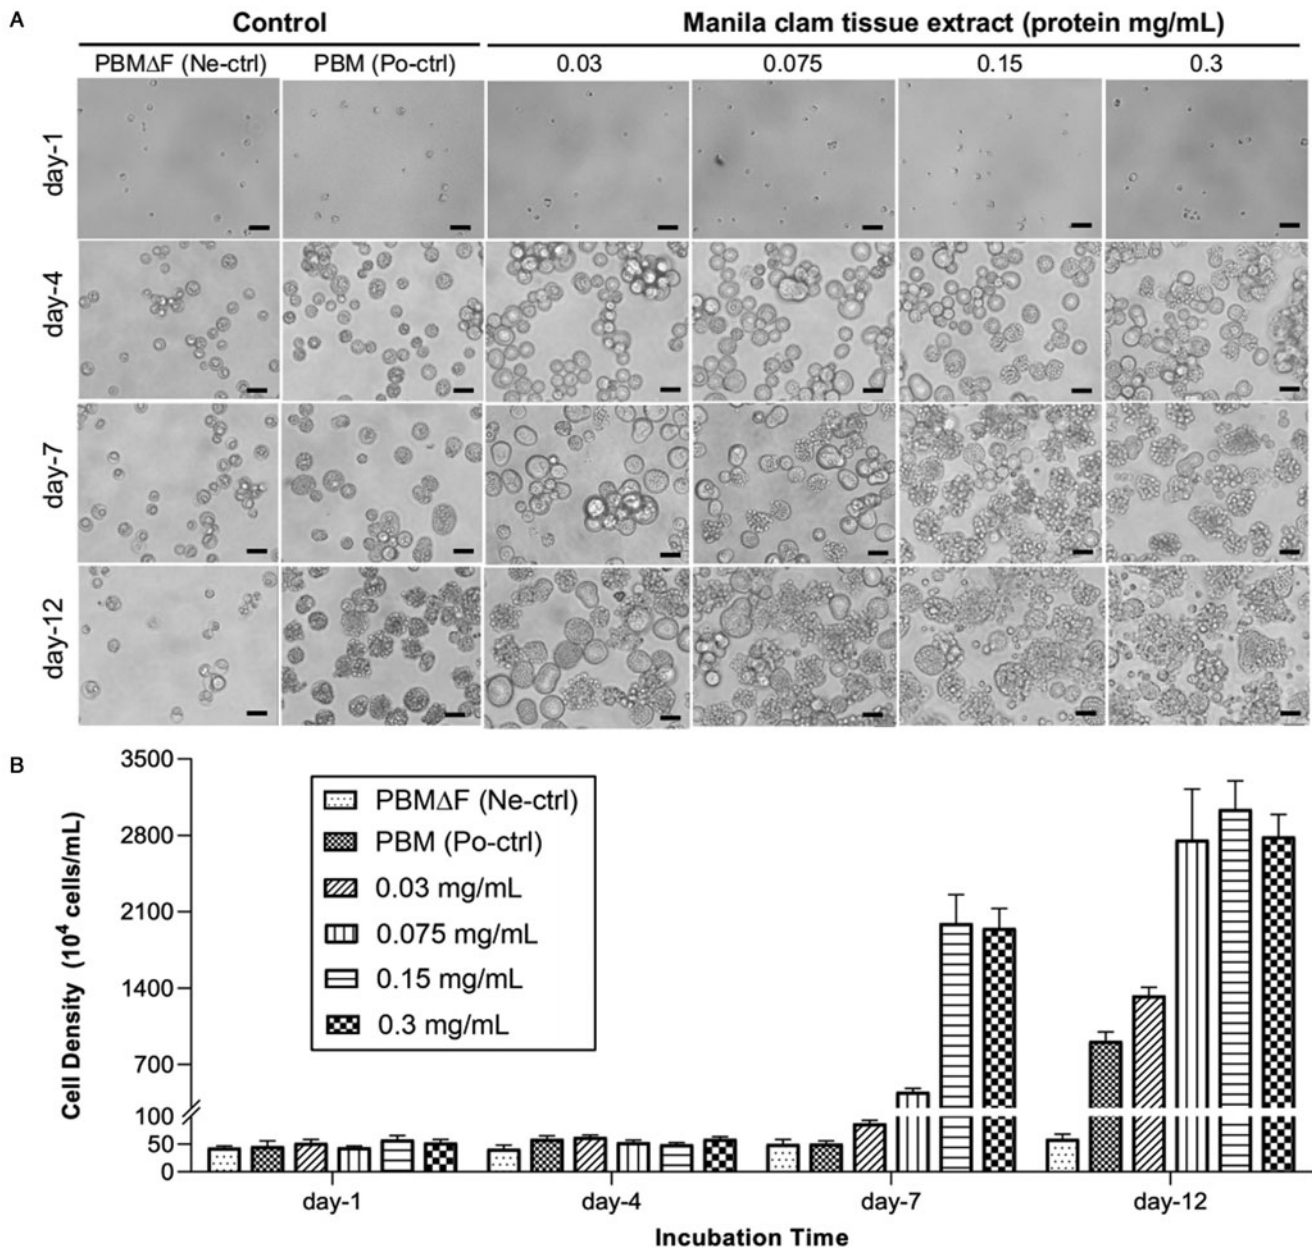 A
Control
Manila clam tissue extract (protein mg/mL)
PBMΔF (Ne-ctrl)
PBM (Po-ctrl)
0.03
0.075
0.15
0.3
day-1
day-4
day-7
day-12
B
Cell Density (10⁴ cells/mL)
3500
2800
2100
1400
700
100
50
0
PBMΔF (Ne-ctrl)
PBM (Po-ctrl)
0.03 mg/mL
0.075 mg/mL
0.15 mg/mL
0.3 mg/mL
day-1
day-4
day-7
day-12
Incubation Time